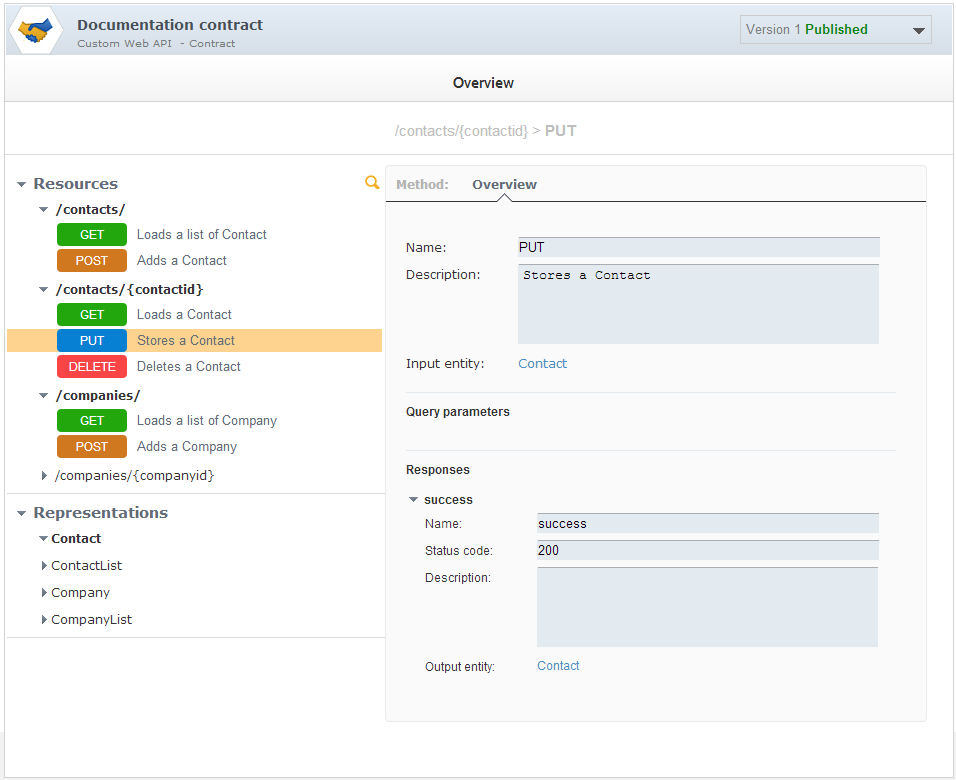 Documentation contract
Custom Web API - Contract
Version 1 Published
Overview
/contacts/{contactid} > PUT
Resources
/contacts/
GET Loads a list of Contact
POST Adds a Contact
/contacts/{contactid}
GET Loads a Contact
PUT Stores a Contact
DELETE Deletes a Contact
/companies/
GET Loads a list of Company
POST Adds a Company
/companies/{companyid}
Representations
Contact
ContactList
Company
CompanyList
Method: Overview
Name: PUT
Description: Stores a Contact
Input entity: Contact
Query parameters
Responses
success
Name: success
Status code: 200
Description:
Output entity: Contact